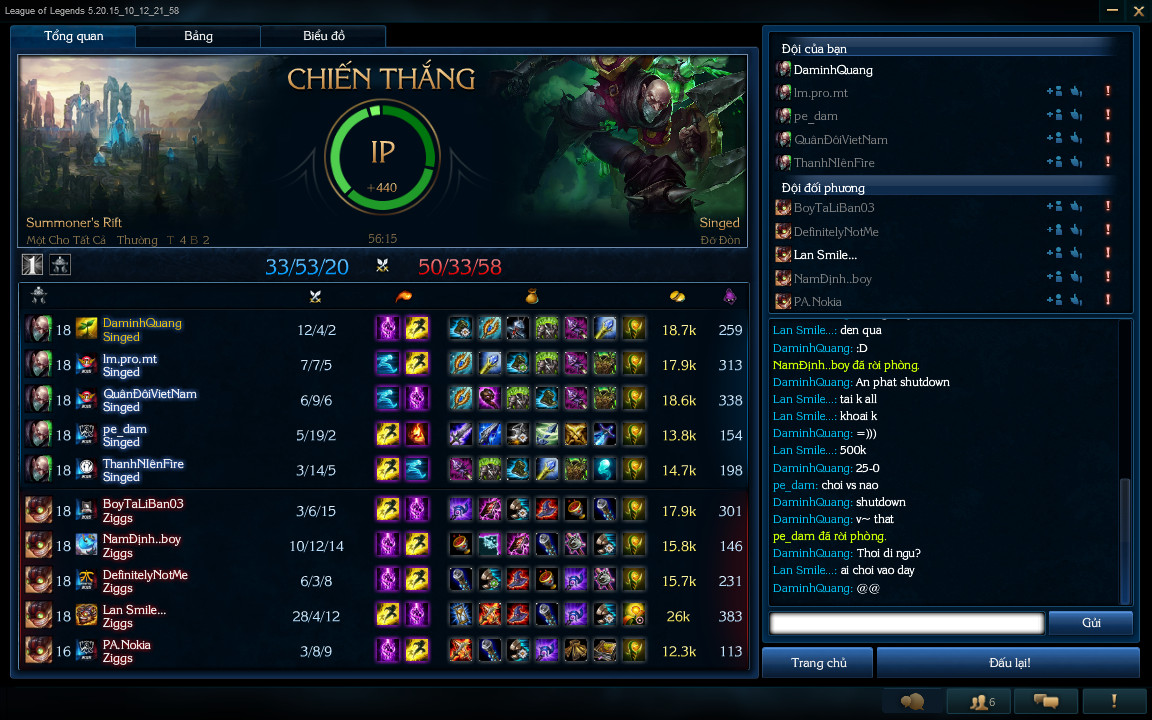 League of Legends 5.20.15_10_12_21_58
Tổng quan
Bảng
Biểu đồ
CHIẾN THẮNG
IP
+440
Summoner's Rift
Một Cho Tất Cả Thường T 4 B 2
56:15
Singed
Đơ Đòn
33/53/20 50/33/58
18 DaminhQuang 12/4/2 18.7k 259
Singed
18 lm.pro.mt 7/7/5 17.9k 313
Singed
18 QuânĐôiVietNam 6/9/6 18.6k 338
Singed
18 pe_dam 5/19/2 13.8k 154
Singed
18 ThanhNIênFire 3/14/5 14.7k 198
Singed
18 BoyTaLiBan03 3/6/15 17.9k 301
Ziggs
18 NamĐịnh..boy 10/12/14 15.8k 146
Ziggs
18 DefinitelyNotMe 6/3/8 15.7k 231
Ziggs
18 Lan Smile... 28/4/12 26k 383
Ziggs
16 PA.Nokia 3/8/9 12.3k 113
Ziggs
Đội của bạn
DaminhQuang
lm.pro.mt
pe_dam
QuânĐôiVietNam
ThanhNIênFire
Đội đối phương
BoyTaLiBan03
DefinitelyNotMe
Lan Smile...
NamĐịnh..boy
PA.Nokia
Lan Smile...: den qua
DaminhQuang: :D
NamĐịnh..boy đã rời phòng.
DaminhQuang: An phat shutdown
Lan Smile...: tai k all
Lan Smile...: khoai k
DaminhQuang: =)))
Lan Smile...: 500k
DaminhQuang: 25-0
pe_dam: choi vs nao
DaminhQuang: shutdown
DaminhQuang: v~ that
pe_dam đã rời phòng.
DaminhQuang: Thoi di ngu?
Lan Smile...: ai choi vao day
DaminhQuang: @@
Gửi
Trang chủ
Đấu lại!
6